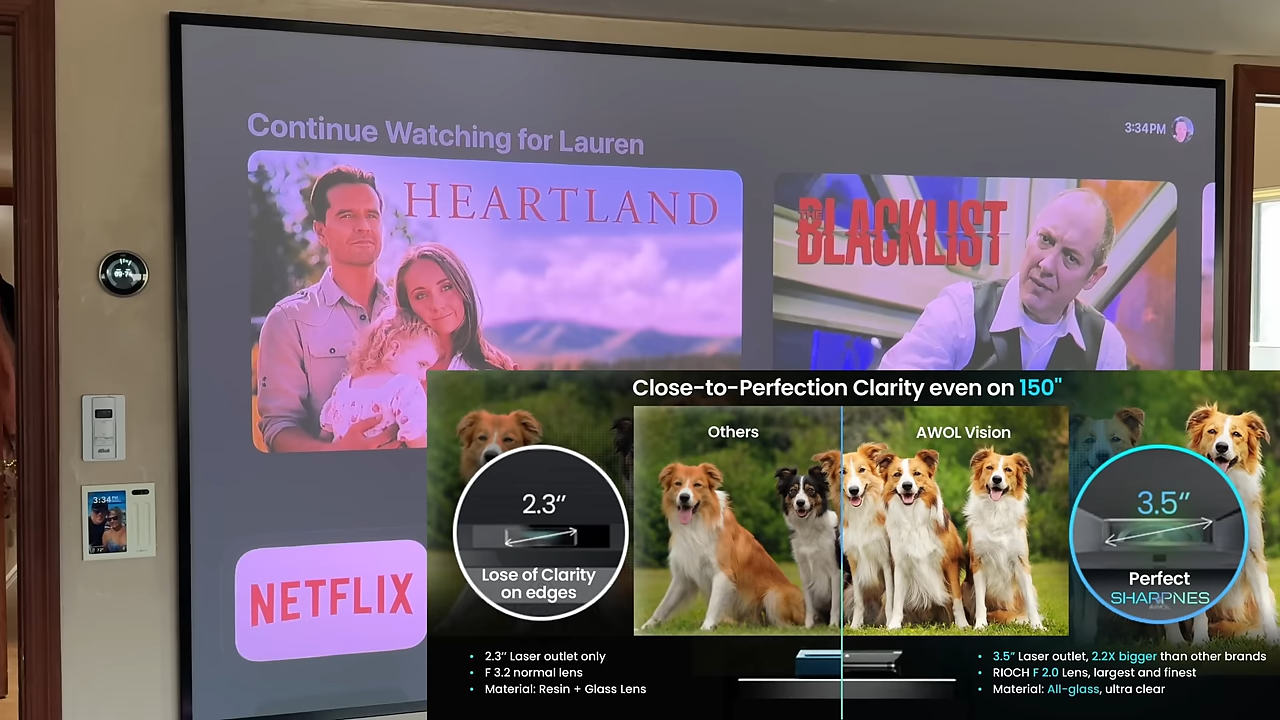 Continue Watching for Lauren
3:34PM
HEARTLAND
THE
BLACKLIST
3:34PM
NETFLIX
Close-to-Perfection Clarity even on 150"
Others
AWOL Vision
2.3”
Lose of Clarity
on edges
3.5”
Perfect
SHARPNES
• 2.3” Laser outlet only
• F 3.2 normal lens
• Material: Resin + Glass Lens
• 3.5” Laser outlet, 2.2X bigger than other brands
• RIOCH F 2.0 Lens, largest and finest
• Material: All-glass, ultra clear